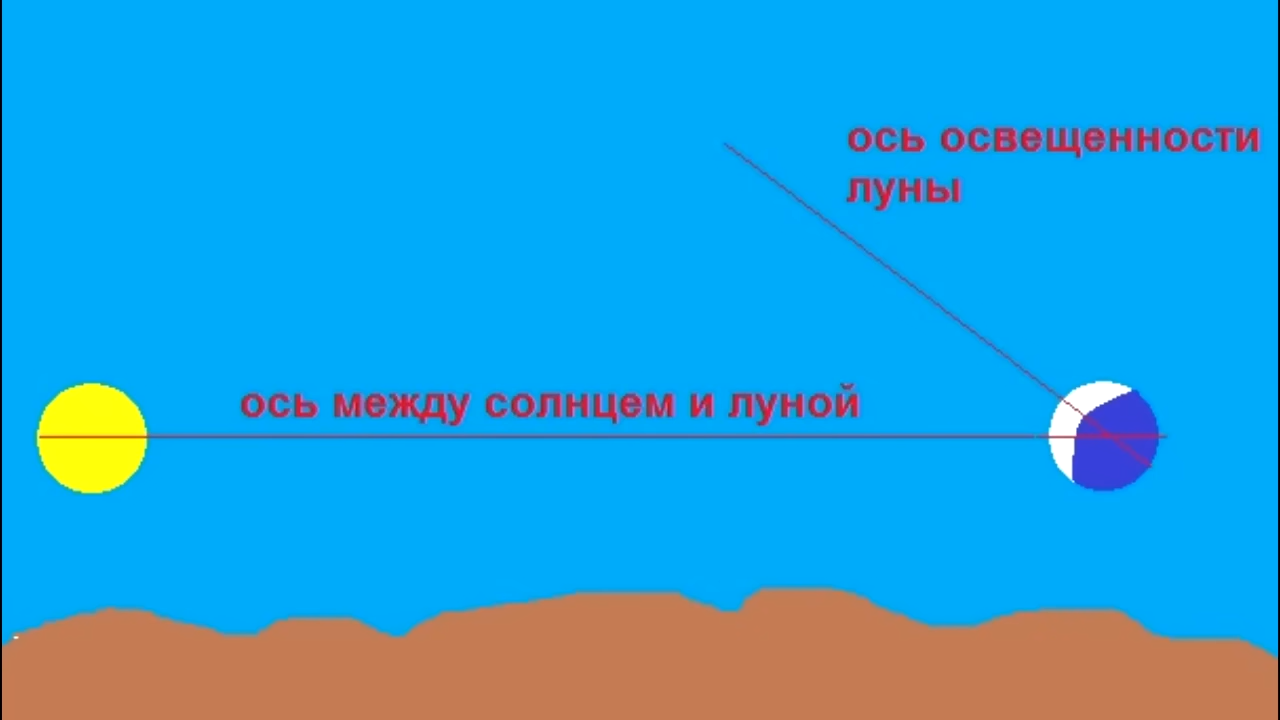 ось освещенности
луны
ось между солнцем и луной